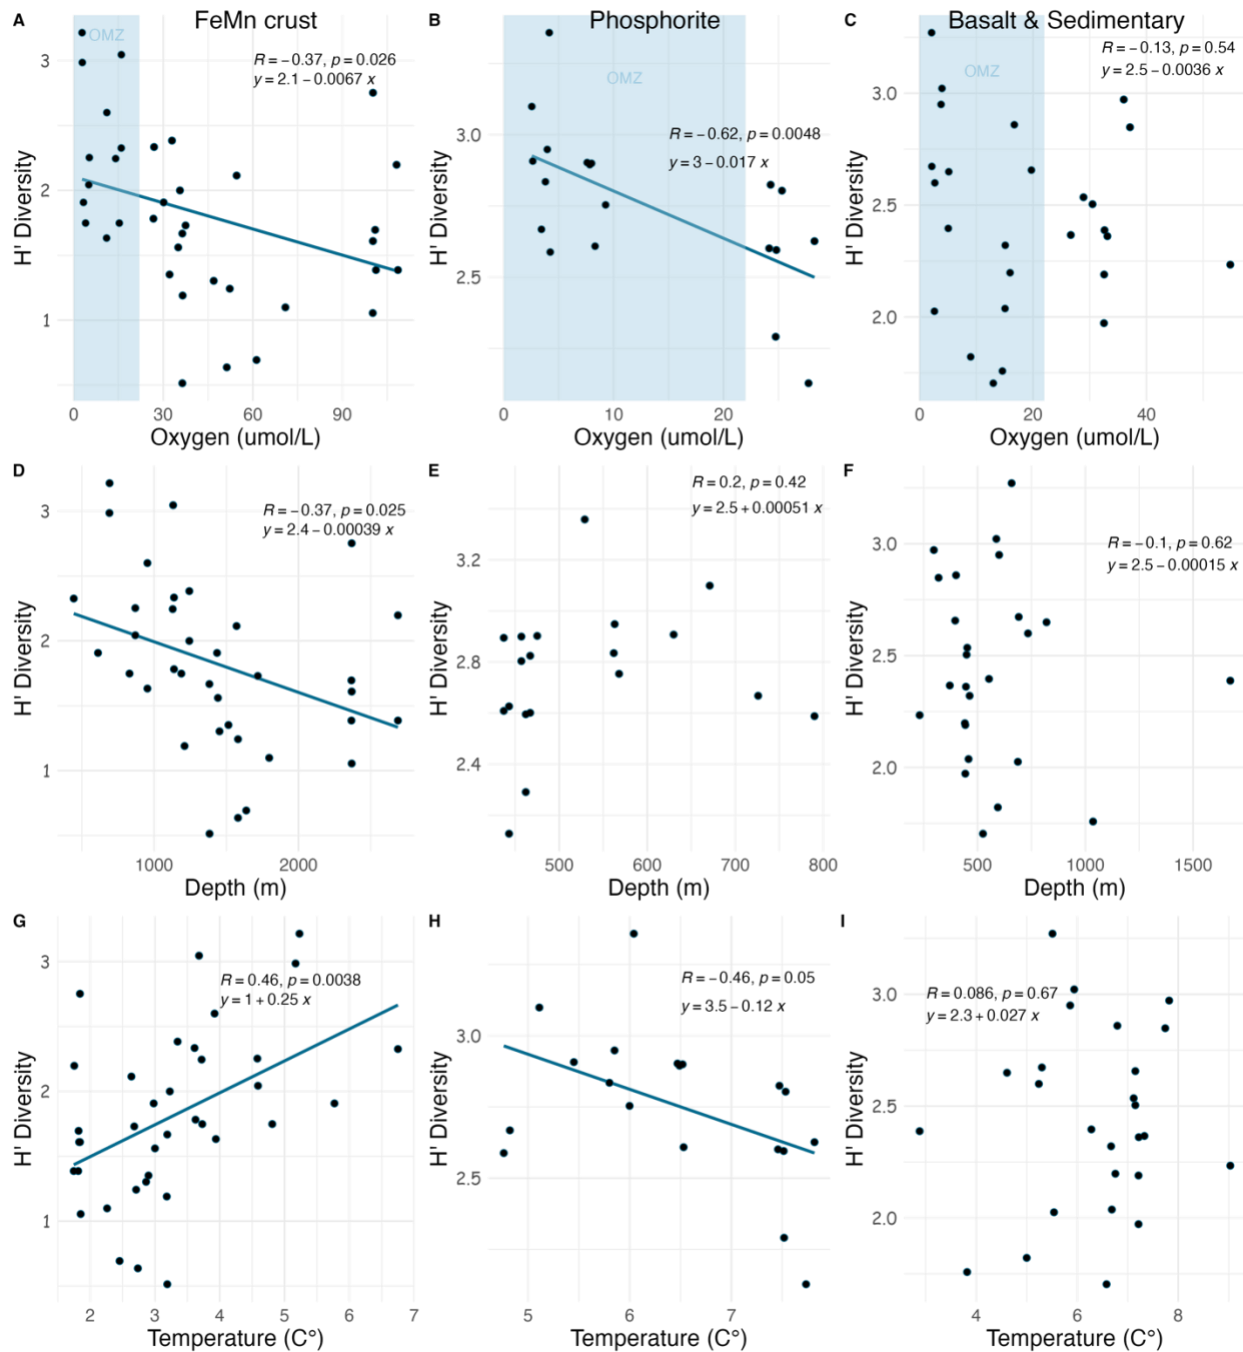 A FeMn crust
OMZ
R = −0.37, p = 0.026
y = 2.1 − 0.0067 x
3
2
1
H' Diversity
0 30 60 90
Oxygen (umol/L)
B Phosphorite
OMZ
R = −0.62, p = 0.0048
y = 3 − 0.017 x
3.0
2.5
H' Diversity
0 10 20
Oxygen (umol/L)
C Basalt & Sedimentary
OMZ
R = −0.13, p = 0.54
y = 2.5 − 0.0036 x
3.0
2.5
2.0
H' Diversity
0 20 40
Oxygen (umol/L)
D
R = −0.37, p = 0.025
y = 2.4 − 0.00039 x
3
2
1
H' Diversity
1000 2000
Depth (m)
E
R = 0.2, p = 0.42
y = 2.5 + 0.00051 x
3.2
2.8
2.4
H' Diversity
500 600 700 800
Depth (m)
F
R = −0.1, p = 0.62
y = 2.5 − 0.00015 x
3.0
2.5
2.0
H' Diversity
500 1000 1500
Depth (m)
G
R = 0.46, p = 0.0038
y = 1 + 0.25 x
3
2
1
H' Diversity
2 3 4 5 6 7
Temperature (C°)
H
R = −0.46, p = 0.05
y = 3.5 − 0.12 x
3.0
2.5
H' Diversity
5 6 7
Temperature (C°)
I
R = 0.086, p = 0.67
y = 2.3 + 0.027 x
3.0
2.5
2.0
H' Diversity
4 6 8
Temperature (C°)